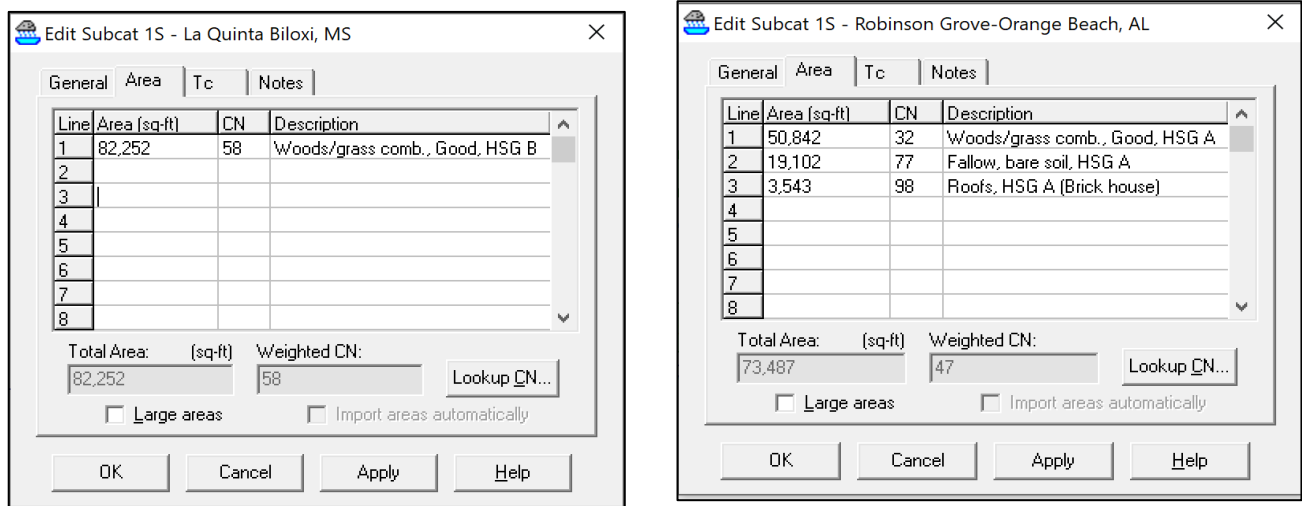 Edit Subcat 1S - La Quinta Biloxi, MS
General Area Tc Notes
Line Area (sq-ft) CN Description
1 82,252 58 Woods/grass comb., Good, HSG B
2
3
4
5
6
7
8
Total Area: (sq-ft) Weighted CN:
82,252 58 Lookup CN...
Large areas Import areas automatically
OK Cancel Apply Help
Edit Subcat 1S - Robinson Grove-Orange Beach, AL
General Area Tc Notes
Line Area (sq-ft) CN Description
1 50,842 32 Woods/grass comb., Good, HSG A
2 19,102 77 Fallow, bare soil, HSG A
3 3,543 98 Roofs, HSG A (Brick house)
4
5
6
7
8
Total Area: (sq-ft) Weighted CN:
73,487 47 Lookup CN...
Large areas Import areas automatically
OK Cancel Apply Help